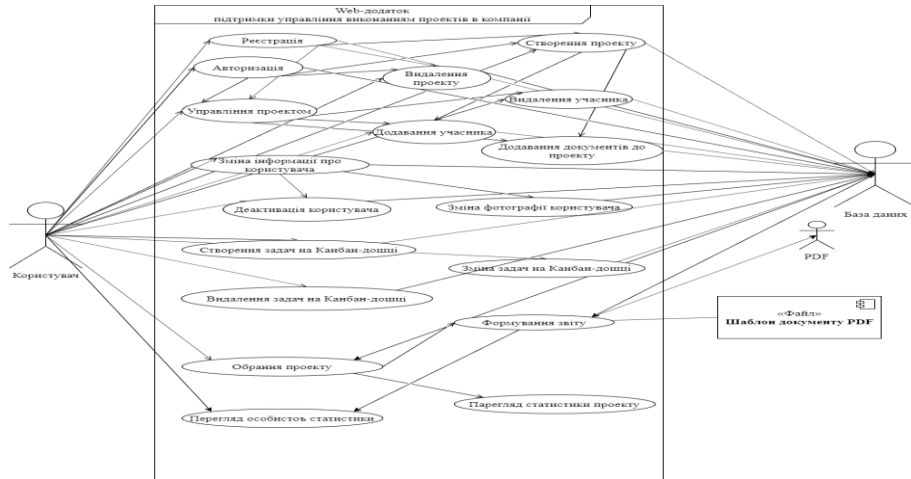 Web-додаток
підтримки управління виконанням проектів в компанії
Реєстрація
Створення проекту
Авторизація
Видалення
проекту
Управління проектом
Видалення учасника
Додавання учасника
Додавання документів до
проекту
Зміна інформації про
користувача
Деактивація користувача
Зміна фотографії користувача
База даних
Користувач
Створення задач на Канбан-дошці
Зміна задач на Канбан-дошці
PDF
Видалення задач на Канбан-дошці
«Файл»
Шаблон документу PDF
Формування звіту
Обрання проекту
Парегляд статистики проекту
Перегляд особистоъ статистики